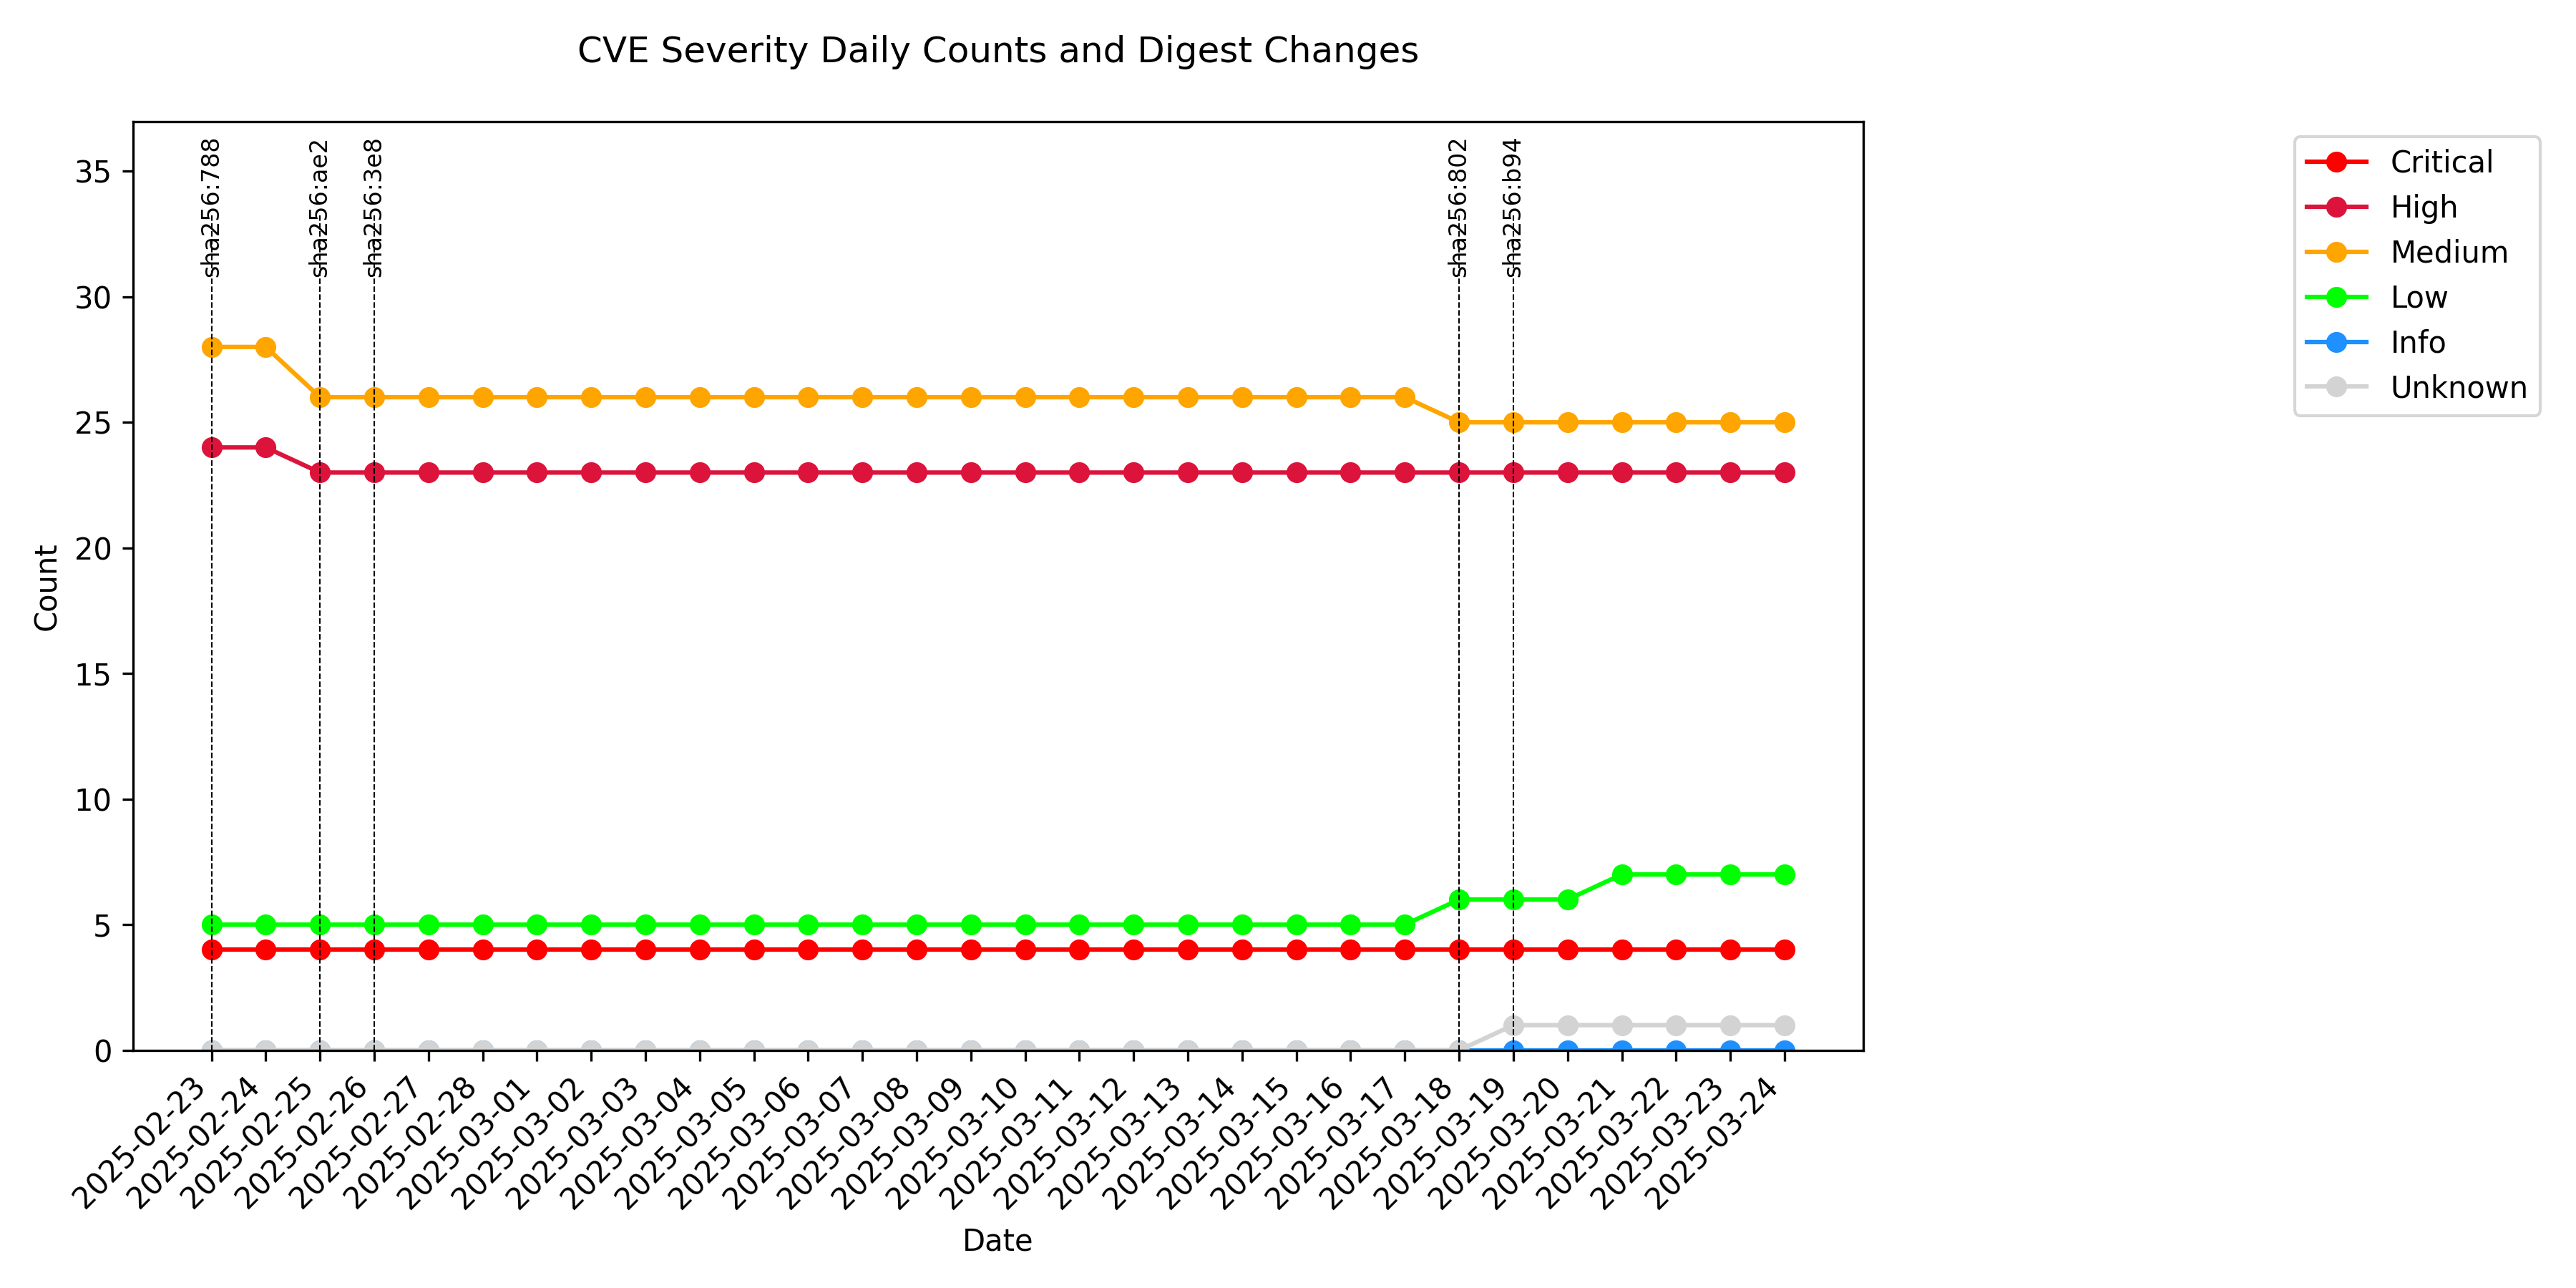 CVE Severity Daily Counts and Digest Changes
sha256:788
sha256:ae2
sha256:3e8
sha256:802
sha256:b94
Critical
High
Medium
Low
Info
Unknown
35
30
25
20
15
10
5
0
Count
2025-02-23
2025-02-24
2025-02-25
2025-02-26
2025-02-27
2025-02-28
2025-03-01
2025-03-02
2025-03-03
2025-03-04
2025-03-05
2025-03-06
2025-03-07
2025-03-08
2025-03-09
2025-03-10
2025-03-11
2025-03-12
2025-03-13
2025-03-14
2025-03-15
2025-03-16
2025-03-17
2025-03-18
2025-03-19
2025-03-20
2025-03-21
2025-03-22
2025-03-23
2025-03-24
Date